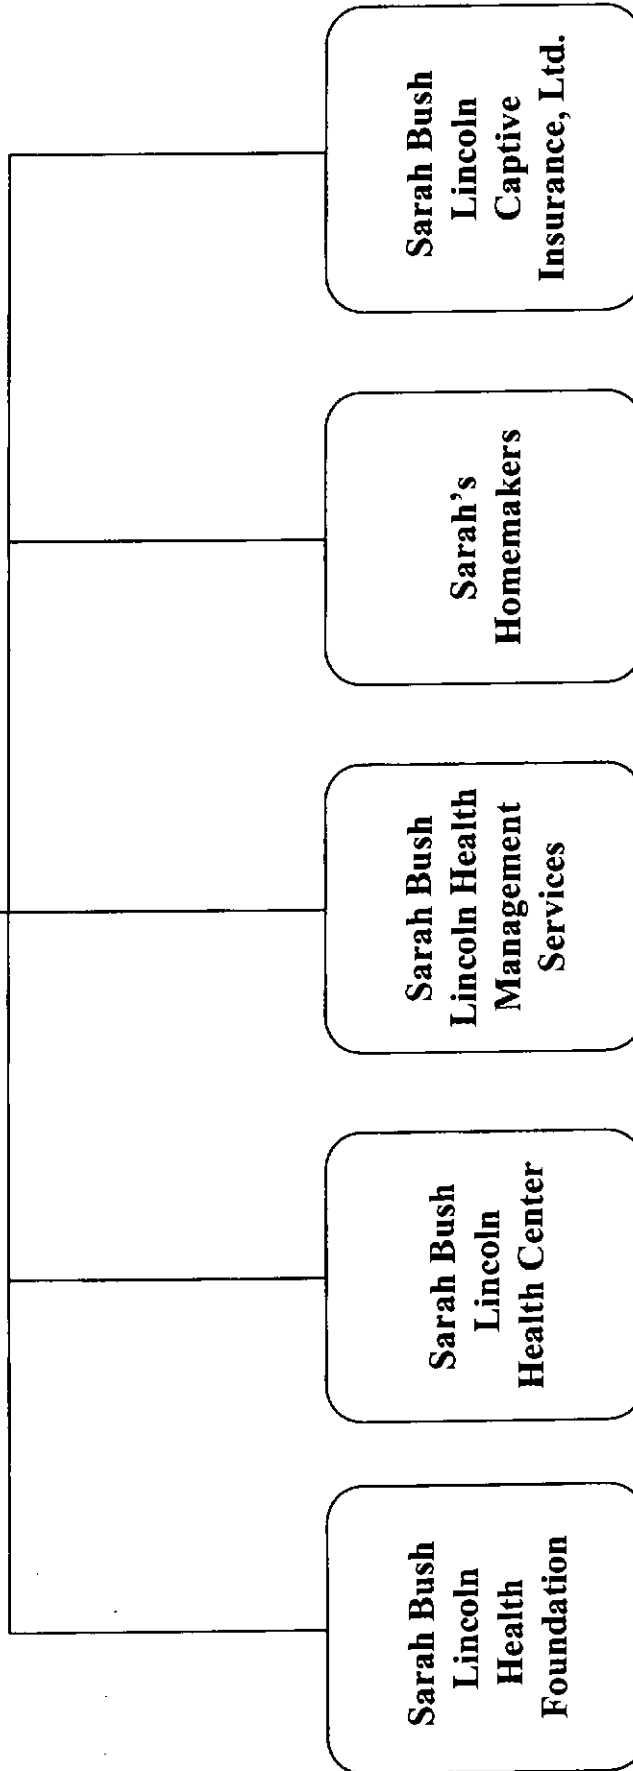 Sarah Bush
Lincoln
Health
Foundation
Sarah Bush
Lincoln
Health Center
Sarah Bush
Lincoln Health
Management
Services
Sarah's
Homemakers
Sarah Bush
Lincoln
Captive
Insurance, Ltd.